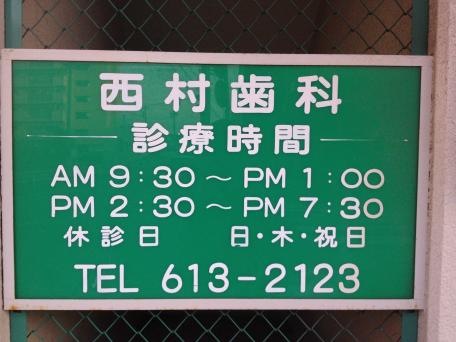 西村歯科
診療時間
AM 9:30 ～ PM 1:00
PM 2:30 ～ PM 7:30
休診日 日・木・祝日
TEL 613-2123